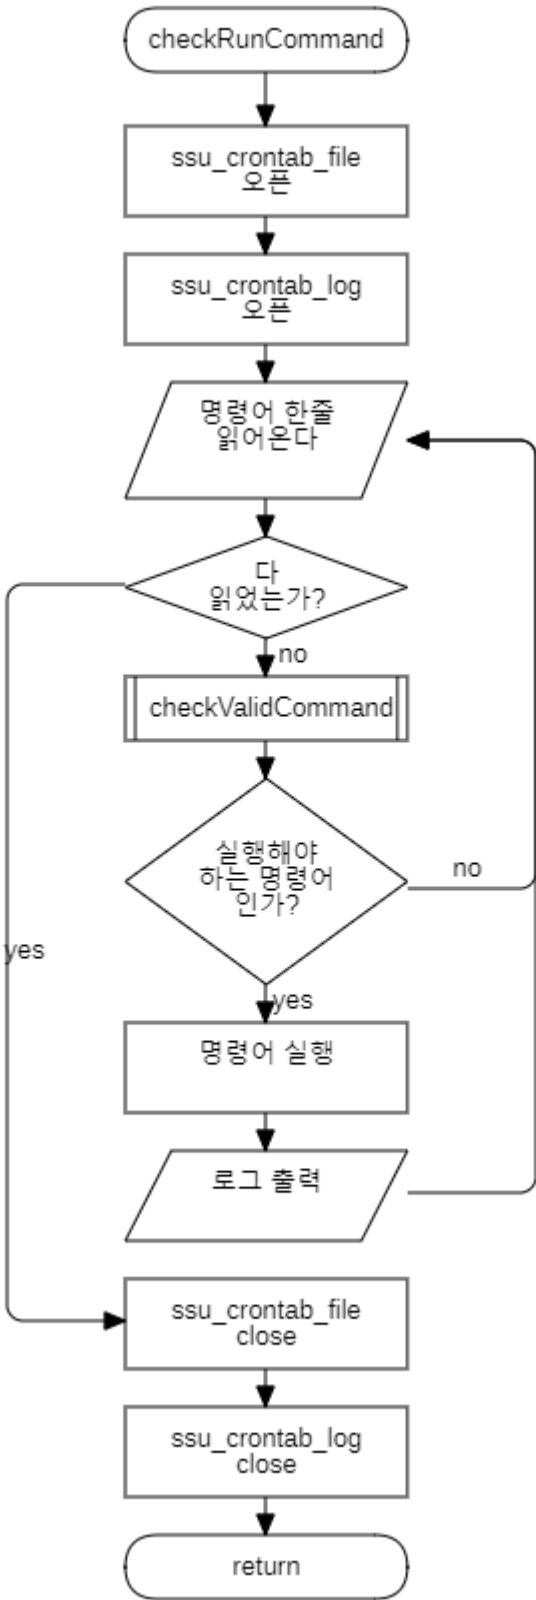 checkRunCommand
ssu_crontab_file
오픈
ssu_crontab_log
오픈
명령어 한줄
읽어온다
다
읽었는가?
no
checkValidCommand
실행해야
하는 명령어
인가?
no
yes
yes
명령어 실행
로그 출력
ssu_crontab_file
close
ssu_crontab_log
close
return